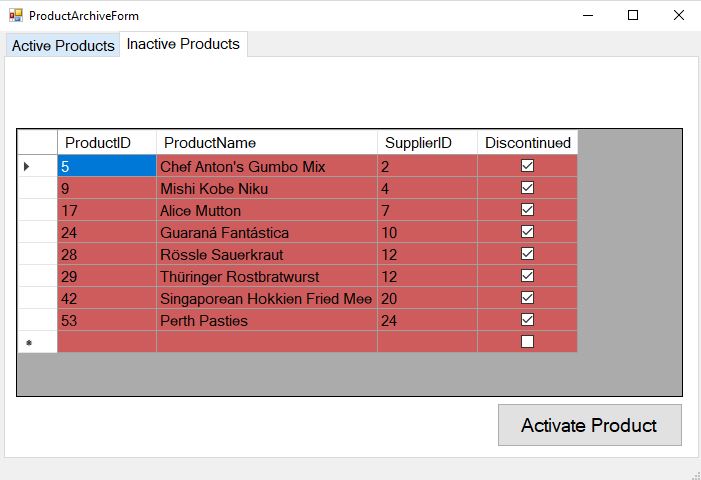 ProductArchiveForm
Active Products Inactive Products
ProductID ProductName SupplierID Discontinued
5 Chef Anton's Gumbo Mix 2
9 Mishi Kobe Niku 4
17 Alice Mutton 7
24 Guaraná Fantástica 10
28 Rössle Sauerkraut 12
29 Thüringer Rostbratwurst 12
42 Singaporean Hokkien Fried Mee 20
53 Perth Pasties 24
Activate Product